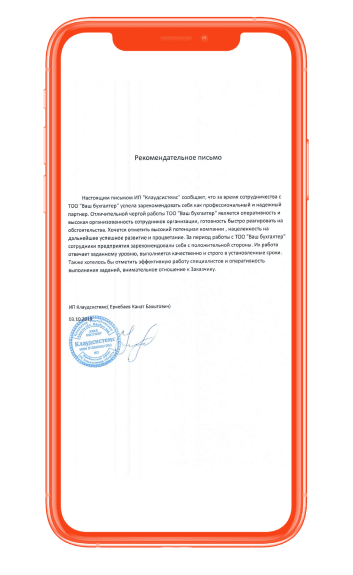 Рекомендательное письмо
Настоящим письмом ИП "Клаудсистемс" сообщает, что за время сотрудничества с
ТОО "Ваш бухгалтер" успела зарекомендовать себя как профессиональный и надежный
партнер. Отличительной чертой работы ТОО "Ваш бухгалтер" является оперативность и
высокая организованность сотрудников организации, готовность быстро реагировать на
обстоятельства. Хочется отметить высокий потенциал компании , нацеленность на
дальнейшее успешное развитие и процветание. За период работы с ТОО "Ваш бухгалтер"
сотрудники предприятия зарекомендовали себя с положительной стороны. Их работа
отвечает заданному уровню, выполняется качественно и строго в установленные сроки.
Также хотелось бы отметить эффективную работу специалистов и оперативность
выполнения заданий, внимательное отношение к Заказчику.
ИП Клаудсистемс( Ермебаев Канат Бакытович)
03.10.2019
Клаудсистемс